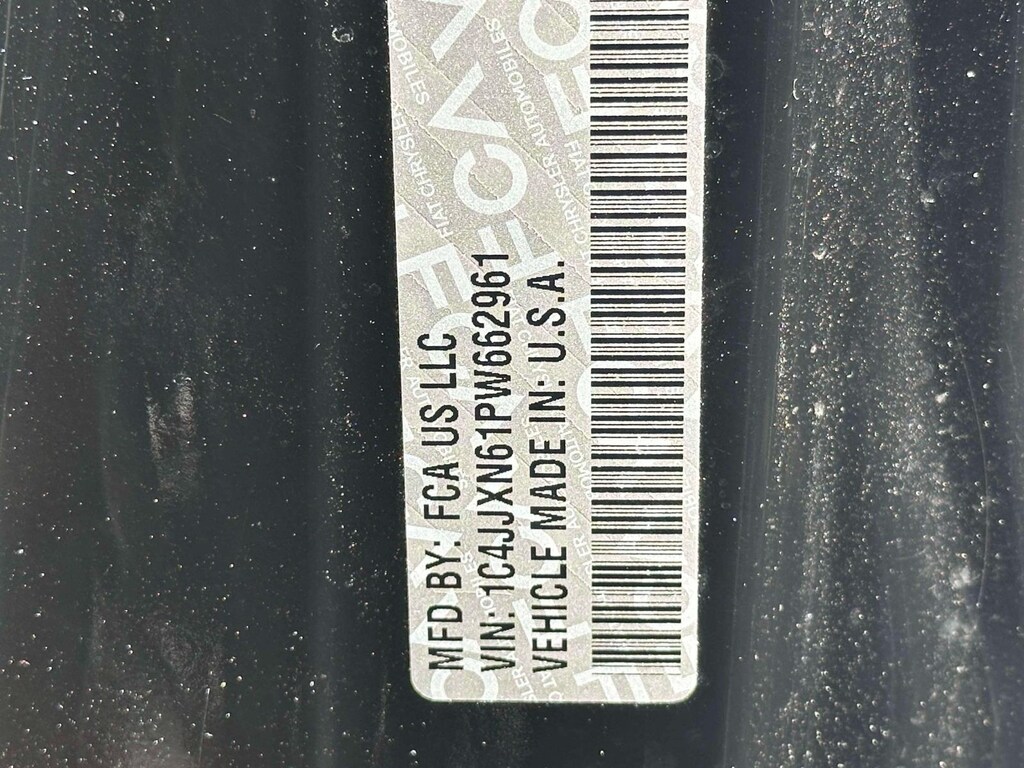 MFD BY: FCA US LLC
VIN: 1C4JJXN61PW662961
VEHICLE MADE IN: U.S.A.